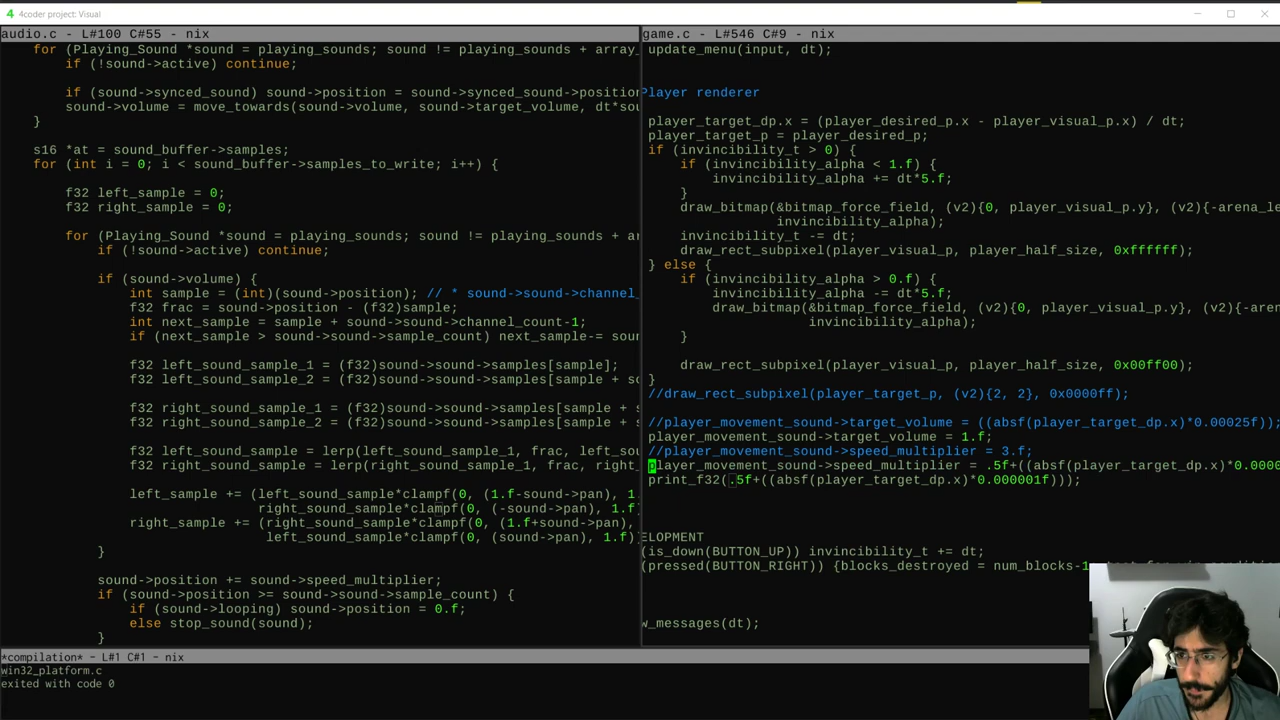 4 4coder project: Visual
audio.c - L#100 C#55 - nix
for (Playing_Sound *sound = playing_sounds; sound != playing_sounds + array_
if (!sound->active) continue;
if (sound->synced_sound) sound->position = sound->synced_sound->position
sound->volume = move_towards(sound->volume, sound->target_volume, dt*sou
}
s16 *at = sound_buffer->samples;
for (int i = 0; i < sound_buffer->samples_to_write; i++) {
f32 left_sample = 0;
f32 right_sample = 0;
for (Playing_Sound *sound = playing_sounds; sound != playing_sounds + ar
if (!sound->active) continue;
if (sound->volume) {
int sample = (int)(sound->position); // * sound->sound->channel_
f32 frac = sound->position - (f32)sample;
int next_sample = sample + sound->sound->channel_count-1;
if (next_sample > sound->sound->sample_count) next_sample-= soun
f32 left_sound_sample_1 = (f32)sound->sound->samples[sample];
f32 left_sound_sample_2 = (f32)sound->sound->samples[sample + so
f32 right_sound_sample_1 = (f32)sound->sound->samples[sample + s
f32 right_sound_sample_2 = (f32)sound->sound->samples[sample + s
f32 left_sound_sample = lerp(left_sound_sample_1, frac, left_sou
f32 right_sound_sample = lerp(right_sound_sample_1, frac, right_
left_sample += (left_sound_sample*clampf(0, (1.f-sound->pan), 1.
right_sound_sample*clampf(0, (-sound->pan), 1.f)
right_sample += (right_sound_sample*clampf(0, (1.f+sound->pan),
left_sound_sample*clampf(0, (sound->pan), 1.f)
}
sound->position += sound->speed_multiplier;
if (sound->position >= sound->sound->sample_count) {
if (sound->looping) sound->position = 0.f;
else stop_sound(sound);
}
game.c - L#546 C#9 - nix
update_menu(input, dt);
Player renderer
player_target_dp.x = (player_desired_p.x - player_visual_p.x) / dt;
player_target_p = player_desired_p;
if (invincibility_t > 0) {
if (invincibility_alpha < 1.f) {
invincibility_alpha += dt*5.f;
}
draw_bitmap(&bitmap_force_field, (v2){0, player_visual_p.y}, (v2){-arena_le
invincibility_alpha);
invincibility_t -= dt;
draw_rect_subpixel(player_visual_p, player_half_size, 0xffffff);
} else {
if (invincibility_alpha > 0.f) {
invincibility_alpha -= dt*5.f;
draw_bitmap(&bitmap_force_field, (v2){0, player_visual_p.y}, (v2){-aren
invincibility_alpha);
}
draw_rect_subpixel(player_visual_p, player_half_size, 0x00ff00);
}
//draw_rect_subpixel(player_target_p, (v2){2, 2}, 0x0000ff);
//player_movement_sound->target_volume = ((absf(player_target_dp.x)*0.00025f));
player_movement_sound->target_volume = 1.f;
//player_movement_sound->speed_multiplier = 3.f;
player_movement_sound->speed_multiplier = .5f+((absf(player_target_dp.x)*0.0000
print_f32(.5f+((absf(player_target_dp.x)*0.000001f)));
ELOPMENT
(is_down(BUTTON_UP)) invincibility_t += dt;
(pressed(BUTTON_RIGHT)) {blocks_destroyed = num_blocks-1
w_messages(dt);
*compilation* - L#1 C#1 - nix
win32_platform.c
exited with code 0